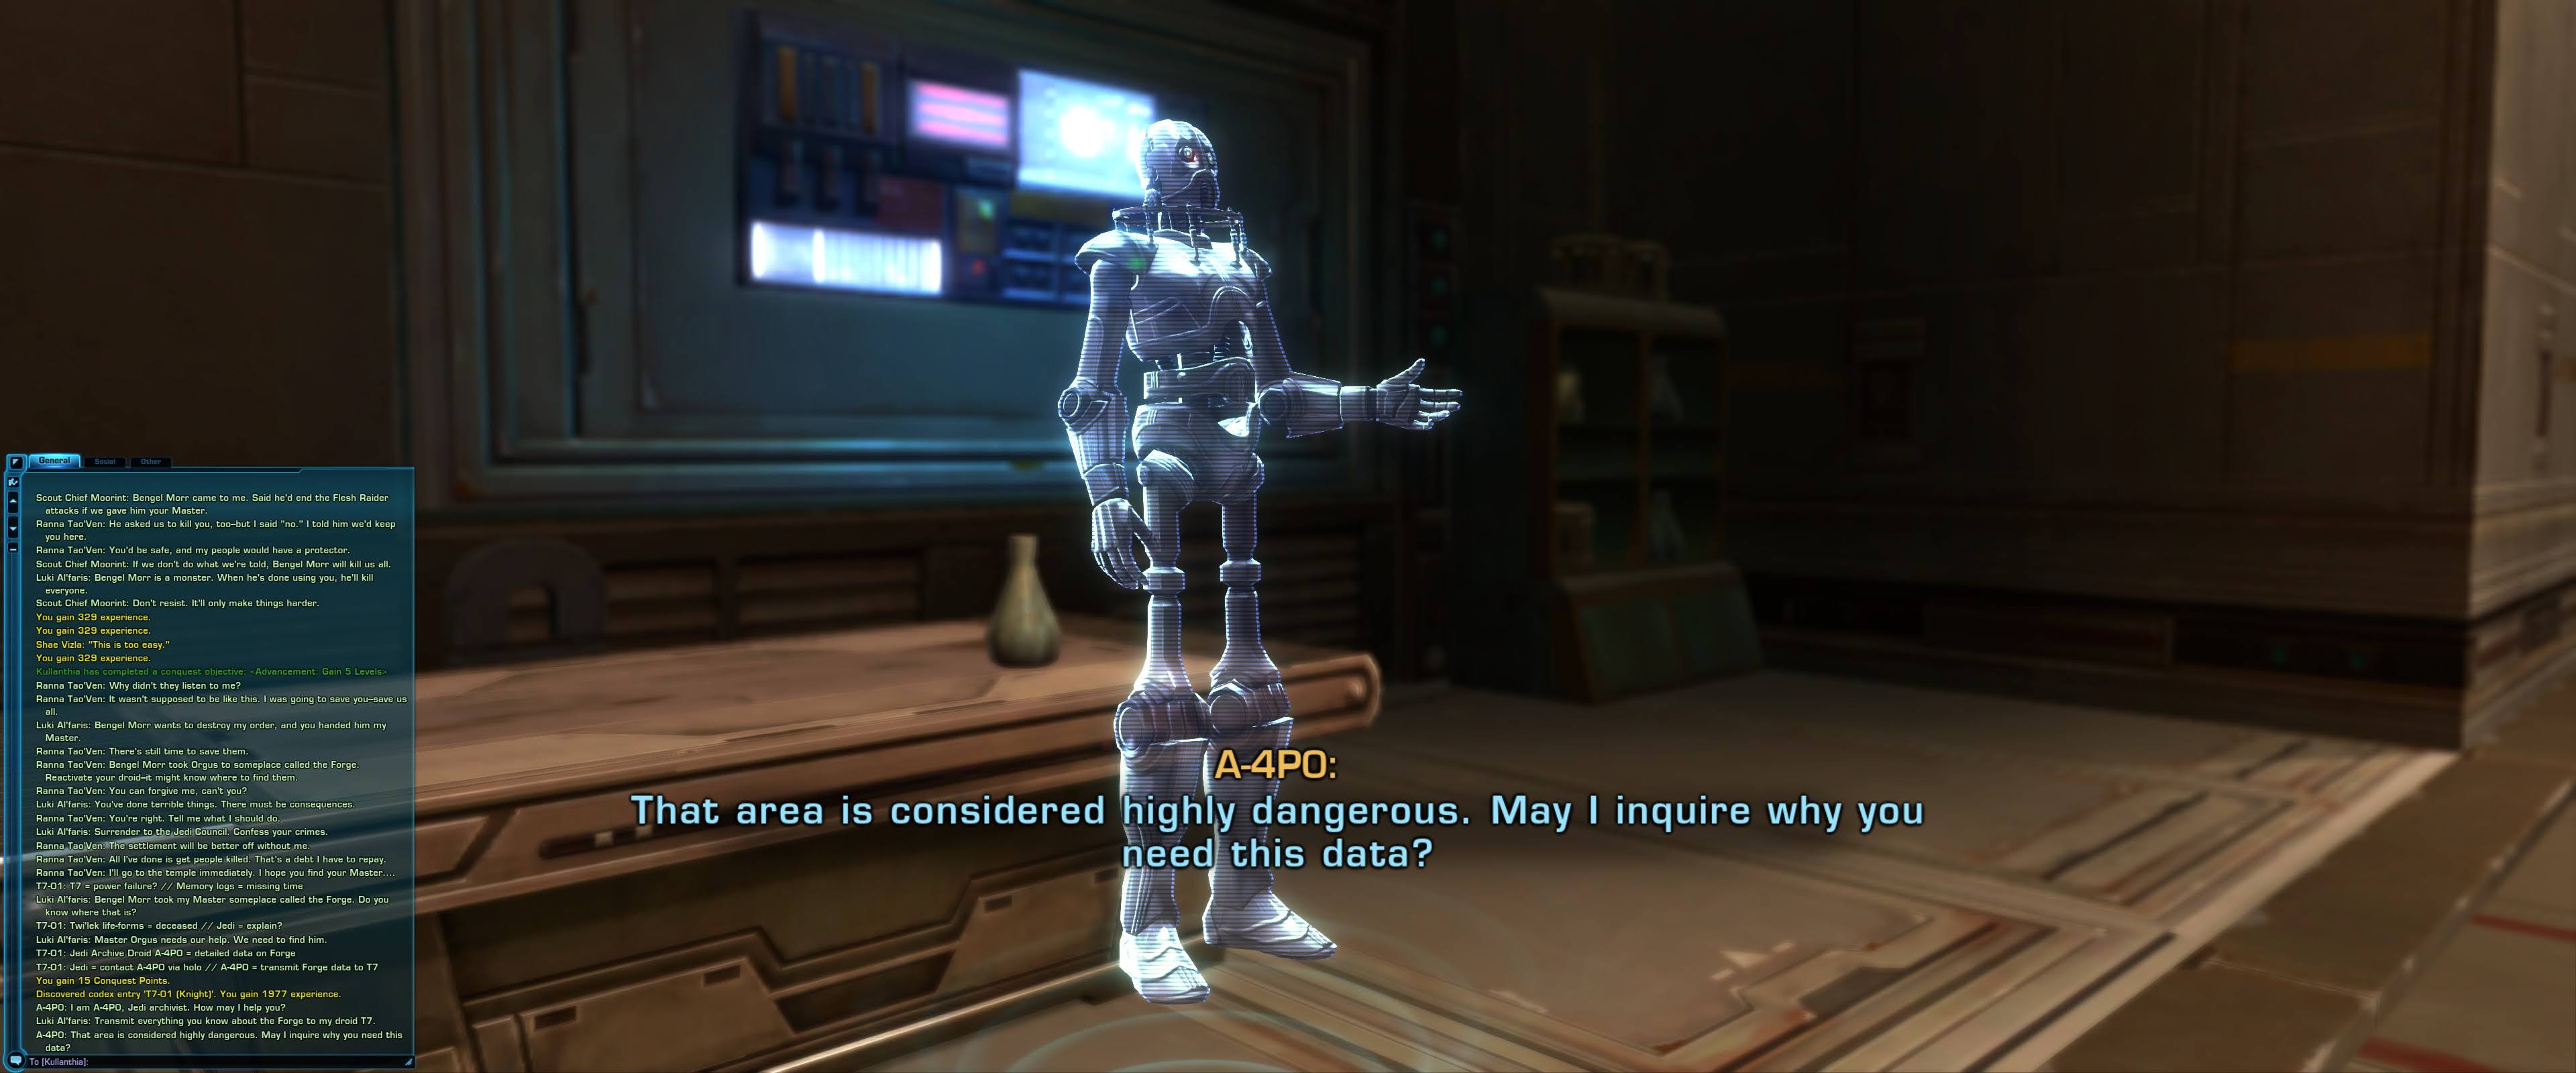 General
Social
Other
Scout Chief Moorint: Bengel Morr came to me. Said he'd end the Flesh Raider
attacks if we gave him your Master.
Ranna Tao'Ven: He asked us to kill you, too—but I said "no." I told him we'd keep
you here.
Ranna Tao'Ven: You'd be safe, and my people would have a protector.
Scout Chief Moorint: If we don't do what we're told, Bengel Morr will kill us all.
Luki Al'faris: Bengel Morr is a monster. When he's done using you, he'll kill
everyone.
Scout Chief Moorint: Don't resist. It'll only make things harder.
You gain 329 experience.
You gain 329 experience.
Shae Vizla: "This is too easy."
You gain 329 experience.
Kullanthia has completed a conquest objective: <Advancement: Gain 5 Levels>
Ranna Tao'Ven: Why didn't they listen to me?
Ranna Tao'Ven: It wasn't supposed to be like this. I was going to save you—save us
all.
Luki Al'faris: Bengel Morr wants to destroy my order, and you handed him my
Master.
Ranna Tao'Ven: There's still time to save them.
Ranna Tao'Ven: Bengel Morr took Orgus to someplace called the Forge.
Reactivate your droid—it might know where to find them.
Ranna Tao'Ven: You can forgive me, can't you?
Luki Al'faris: You've done terrible things. There must be consequences.
Ranna Tao'Ven: You're right. Tell me what I should do.
Luki Al'faris: Surrender to the Jedi Council. Confess your crimes.
Ranna Tao'Ven: The settlement will be better off without me.
Ranna Tao'Ven: All I've done is get people killed. That's a debt I have to repay.
Ranna Tao'Ven: I'll go to the temple immediately. I hope you find your Master....
T7-01: T7 = power failure? // Memory logs = missing time
Luki Al'faris: Bengel Morr took my Master someplace called the Forge. Do you
know where that is?
T7-01: Twi'lek life-forms = deceased // Jedi = explain?
Luki Al'faris: Master Orgus needs our help. We need to find him.
T7-01: Jedi Archive Droid A-4P0 = detailed data on Forge
T7-01: Jedi = contact A-4P0 via holo // A-4P0 = transmit Forge data to T7
You gain 15 Conquest Points.
Discovered codex entry 'T7-01 (Knight)'. You gain 1977 experience.
A-4P0: I am A-4P0, Jedi archivist. How may I help you?
Luki Al'faris: Transmit everything you know about the Forge to my droid T7.
A-4P0: That area is considered highly dangerous. May I inquire why you need this
data?
To [Kullanthia]:
A-4P0:
That area is considered highly dangerous. May I inquire why you
need this data?